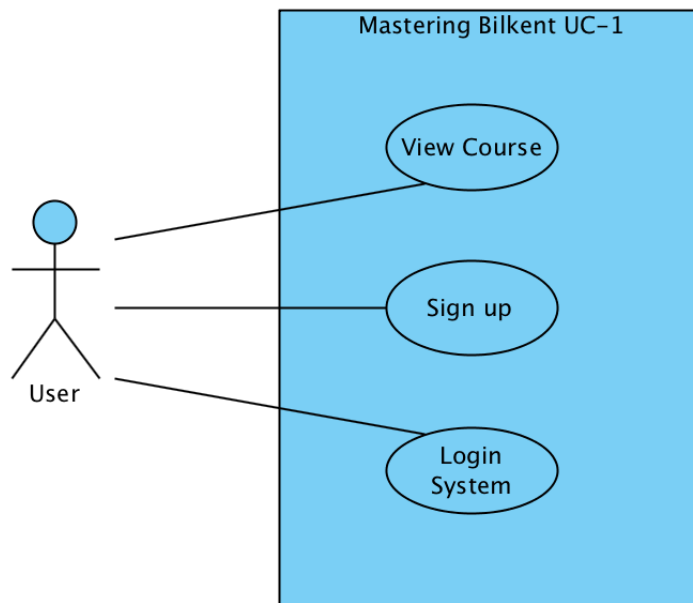 Mastering Bilkent UC-1
View Course
Sign up
User
Login
System